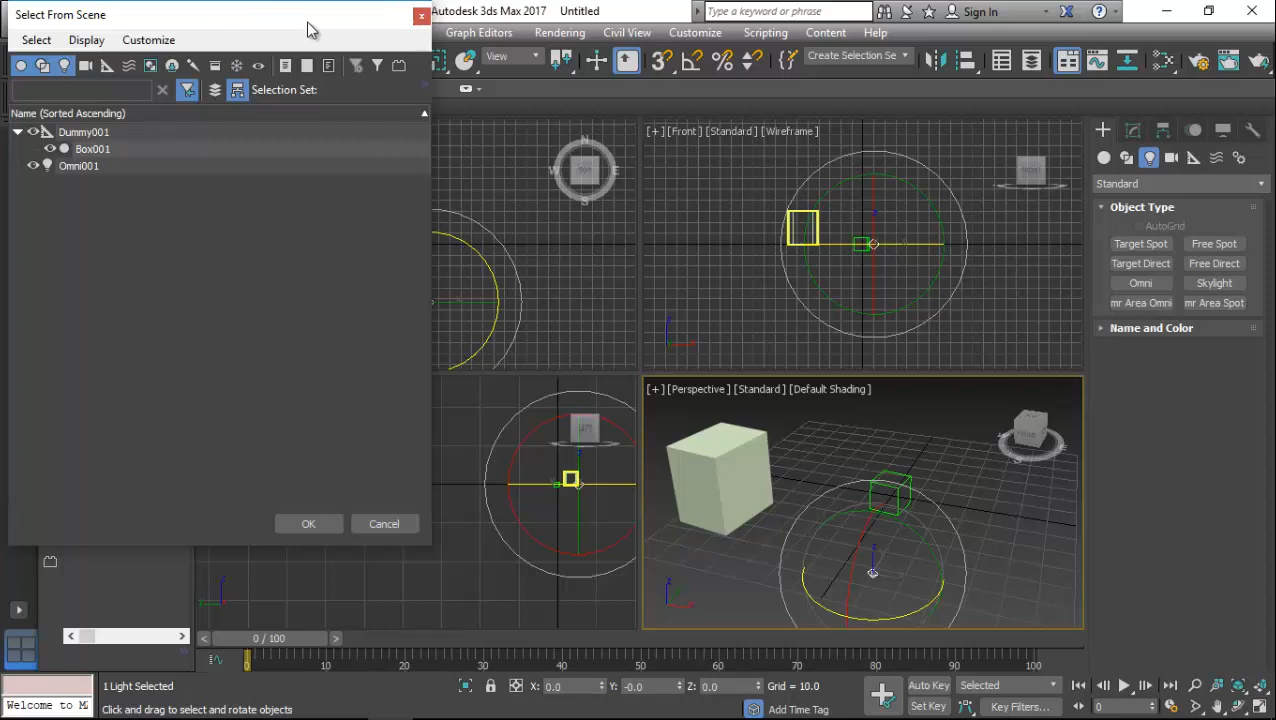 Select From Scene
Autodesk 3ds Max 2017 Untitled
Type a keyword or phrase
Sign In
Select Display Customize
Graph Editors Rendering Civil View Customize Scripting Content Help
View
Create Selection Se
Selection Set:
Name (Sorted Ascending)
Dummy001
Box001
Omni001
[+] [Front] [Standard] [Wireframe]
N
W TOP E
S
FRONT
Standard
Object Type
AutoGrid
Target Spot Free Spot
Target Direct Free Direct
Omni Skylight
mr Area Omni mr Area Spot
Name and Color
[+] [Perspective] [Standard] [Default Shading]
LEFT
OK Cancel
0 / 100
0 10 20 30 40 50 60 70 80 90 100
1 Light Selected
X: 0.0 Y: -0.0 Z: 0.0 Grid = 10.0
Auto Key Selected
Welcome to M
Click and drag to select and rotate objects
Add Time Tag
Set Key Key Filters... 0